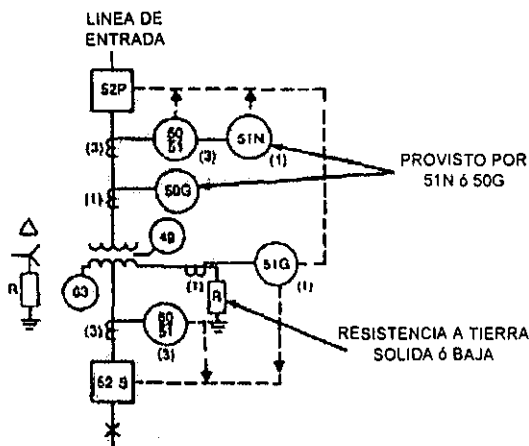 LINEA DE
ENTRADA
52P
50
51
51N
(3)
(3)
(1)
50G
(1)
PROVISTO POR
51N ó 50G
49
63
51G
(1)
(1)
R
R
50
51
(3)
(3)
RESISTENCIA A TIERRA
SOLIDA ó BAJA
52 S